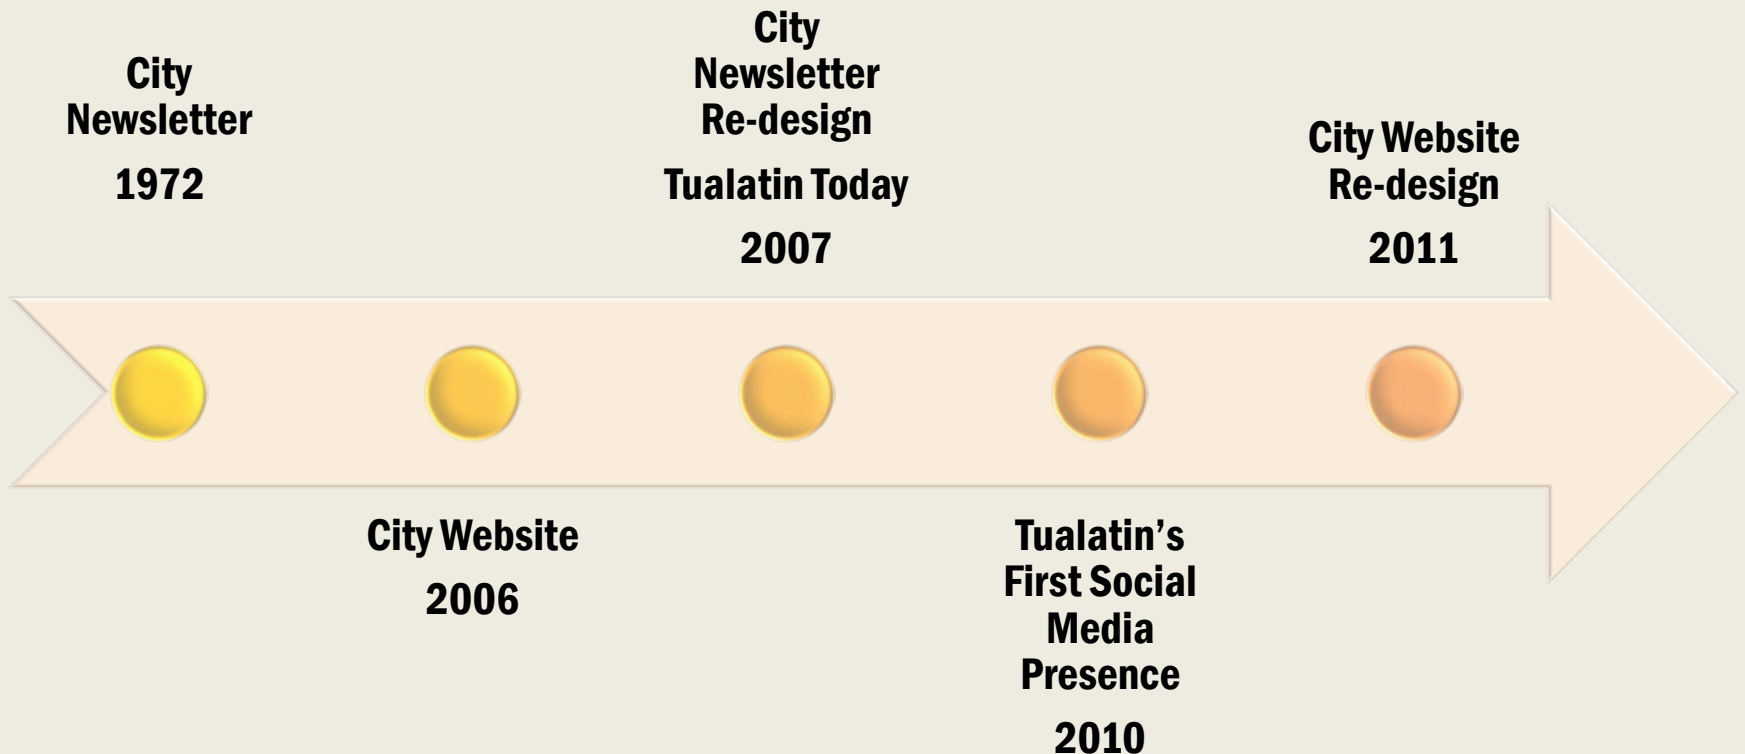 City
Newsletter
1972
City Website
2006
City
Newsletter
Re-design
Tualatin Today
2007
Tualatin’s
First Social
Media
Presence
2010
City Website
Re-design
2011